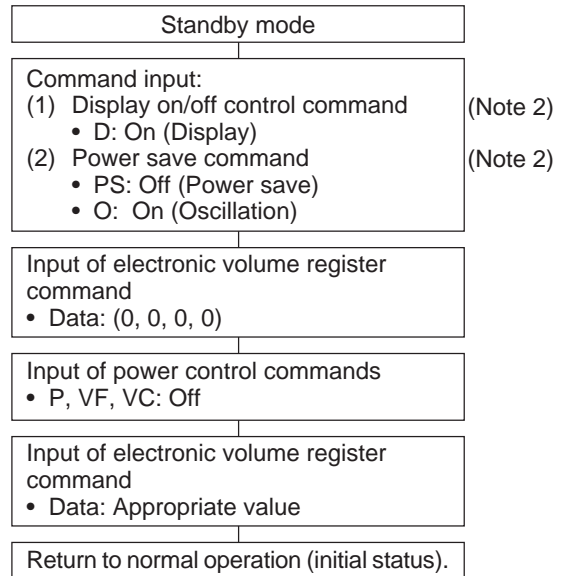 Standby mode
Command input:
(1) Display on/off control command (Note 2)
• D: On (Display)
(2) Power save command (Note 2)
• PS: Off (Power save)
• O: On (Oscillation)
Input of electronic volume register
command
• Data: (0, 0, 0, 0)
Input of power control commands
• P, VF, VC: Off
Input of electronic volume register
command
• Data: Appropriate value
Return to normal operation (initial status).